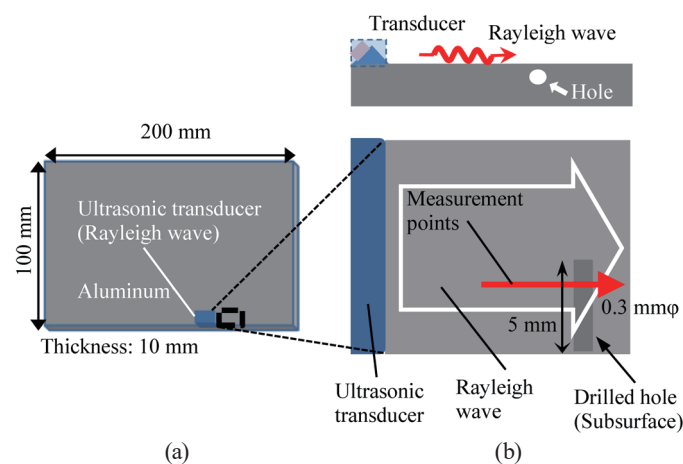 Transducer
Rayleigh wave
Hole
200 mm
100 mm
Ultrasonic transducer
(Rayleigh wave)
Aluminum
Thickness: 10 mm
Measurement
points
5 mm
0.3 mmφ
Ultrasonic
transducer
Rayleigh
wave
Drilled hole
(Subsurface)
(a)
(b)